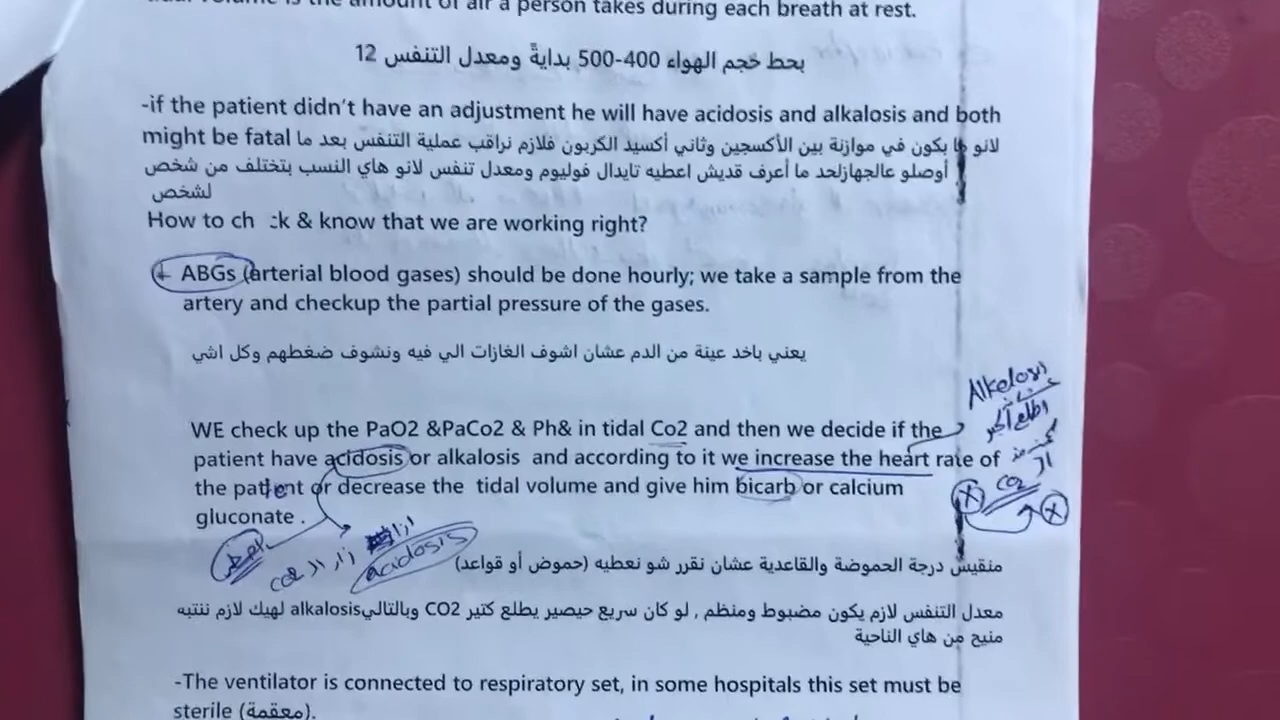 tidal volume is the amount of air a person takes during each breath at rest.
بحط حجم الهواء 400-500 بدايةً ومعدل التنفس 12
-if the patient didn't have an adjustment he will have acidosis and alkalosis and both
might be fatal لانو ما يكون في موازنة بين الأكسجين وثاني أكسيد الكربون فلازم نراقب عملية التنفس بعد ما
أوصلو عالجهازلحد ما أعرف قديش اعطيه تايدال فوليوم ومعدل تنفس لانو هاي النسب بتختلف من شخص
لشخص
How to ch ck & know that we are working right?
ABGs (arterial blood gases) should be done hourly; we take a sample from the
artery and checkup the partial pressure of the gases.
يعني باخد عينة من الدم عشان اشوف الغازات الي فيه ونشوف ضغطهم وكل اشي
Alkelosis
WE check up the PaO2 &PaCo2 & Ph& in tidal Co2 and then we decide if the
patient have acidosis or alkalosis and according to it we increase the heart rate of
the patient or decrease the tidal volume and give him bicarb or calcium
gluconate .
CO2
co2 ال زاد
acidosis
منقيس درجة الحموضة والقاعدية عشان نقرر شو نعطيه (حموض أو قواعد)
معدل التنفس لازم يكون مضبوط ومنظم , لو كان سريع حيصير يطلع كتير CO2 وبالتاليalkalosis لهيك لازم ننتبه
منيح من هاي الناحية
-The ventilator is connected to respiratory set, in some hospitals this set must be
sterile (معقمة).